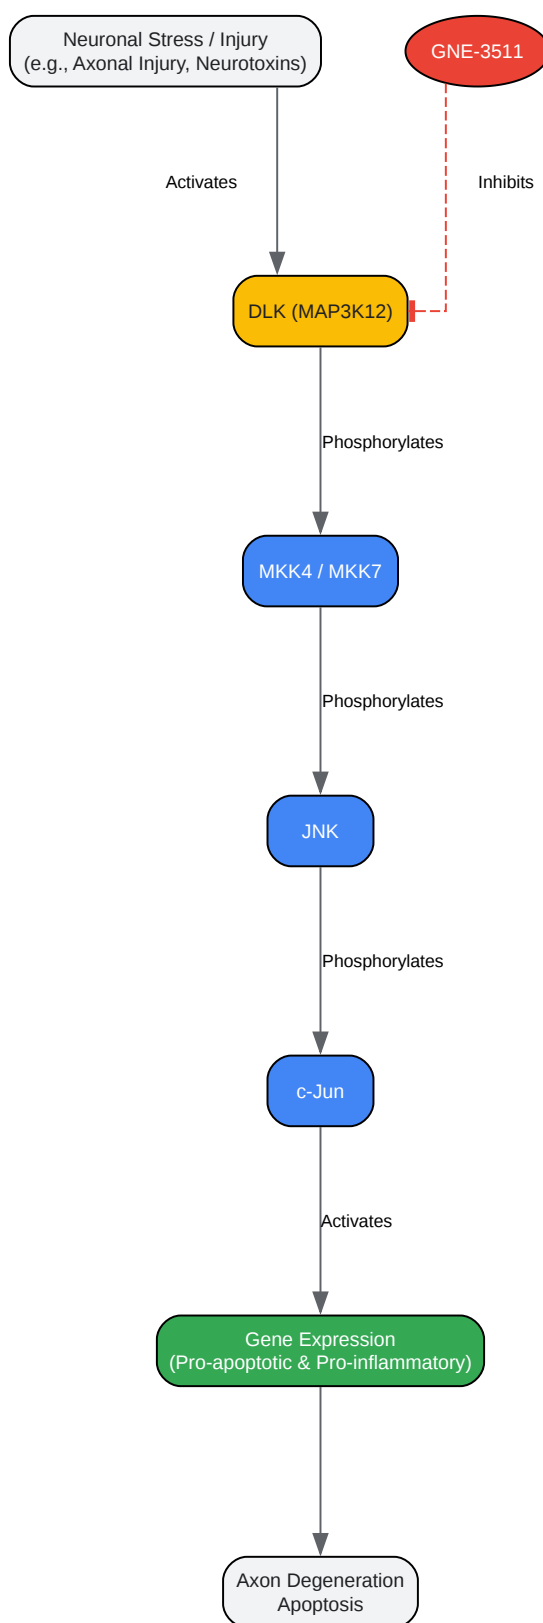 Neuronal Stress / Injury
(e.g., Axonal Injury, Neurotoxins)
GNE-3511
Activates
Inhibits
DLK (MAP3K12)
Phosphorylates
MKK4 / MKK7
Phosphorylates
JNK
Phosphorylates
c-Jun
Activates
Gene Expression
(Pro-apoptotic & Pro-inflammatory)
Axon Degeneration
Apoptosis